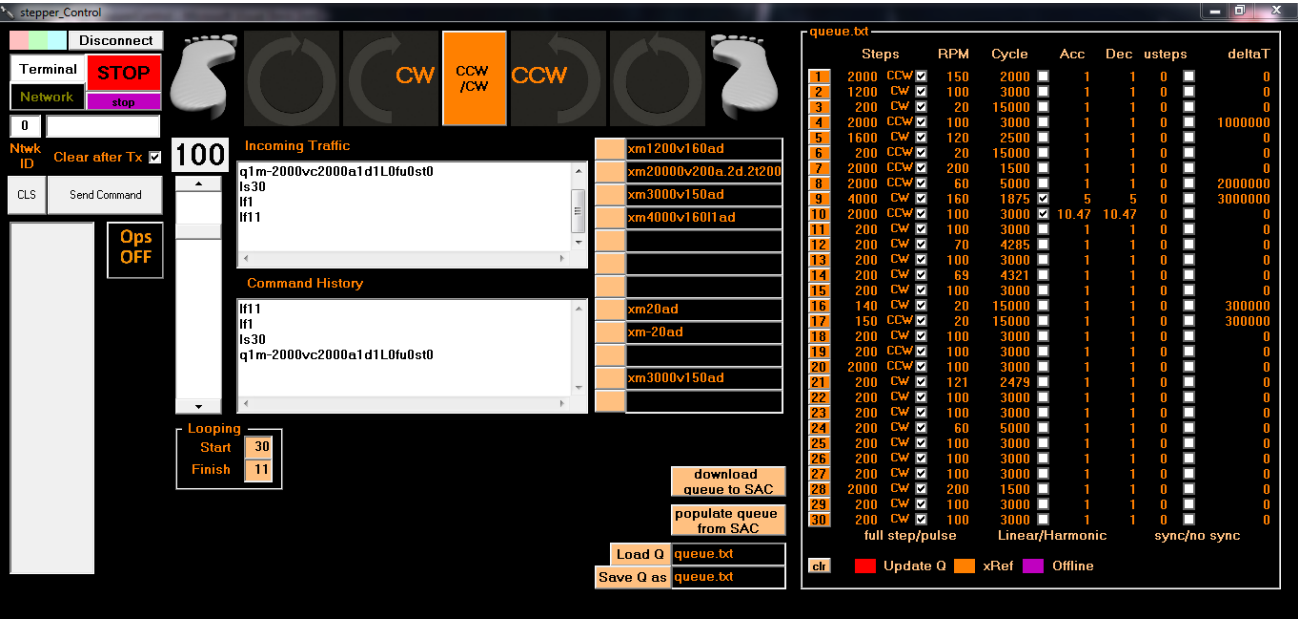 stepper_Control
Disconnect
Terminal
STOP
Network
stop
0
Ntwk ID
Clear after Tx
CLS
Send Command
Ops OFF
100
CW
CCW /CW
CCW
Incoming Traffic
q1m-2000vc2000a1d1L0fu0st0
ls30
lf1
lf11
Command History
lf11
lf1
ls30
q1m-2000vc2000a1d1L0fu0st0
Looping
Start 30
Finish 11
xm1200v160ad
xm20000v200a.2d.2t200
xm3000v150ad
xm4000v160l1ad
xm20ad
xm-20ad
xm3000v150ad
download queue to SAC
populate queue from SAC
Load Q queue.txt
Save Q as queue.txt
queue.txt
Steps RPM Cycle Acc Dec usteps deltaT
1 2000 CCW 150 2000 1 1 0 0
2 1200 CW 100 3000 1 1 0 0
3 200 CW 20 15000 1 1 0 0
4 2000 CCW 100 3000 1 1 0 1000000
5 1600 CW 120 2500 1 1 0 0
6 200 CCW 20 15000 1 1 0 0
7 2000 CCW 200 1500 1 1 0 0
8 2000 CCW 60 5000 1 1 0 2000000
9 4000 CW 160 1875 5 5 0 3000000
10 2000 CCW 100 3000 10.47 10.47 0 0
11 200 CW 100 3000 1 1 0 0
12 200 CW 70 4285 1 1 0 0
13 200 CW 100 3000 1 1 0 0
14 200 CW 69 4321 1 1 0 0
15 200 CW 100 3000 1 1 0 0
16 140 CW 20 15000 1 1 0 300000
17 150 CCW 20 15000 1 1 0 300000
18 200 CW 100 3000 1 1 0 0
19 200 CCW 100 3000 1 1 0 0
20 2000 CCW 100 3000 1 1 0 0
21 200 CW 121 2479 1 1 0 0
22 200 CW 100 3000 1 1 0 0
23 200 CW 100 3000 1 1 0 0
24 200 CW 60 5000 1 1 0 0
25 200 CW 100 3000 1 1 0 0
26 200 CW 100 3000 1 1 0 0
27 200 CW 100 3000 1 1 0 0
28 2000 CW 200 1500 1 1 0 0
29 200 CW 100 3000 1 1 0 0
30 200 CW 100 3000 1 1 0 0
full step/pulse Linear/Harmonic sync/no sync
clr Update Q xRef Offline